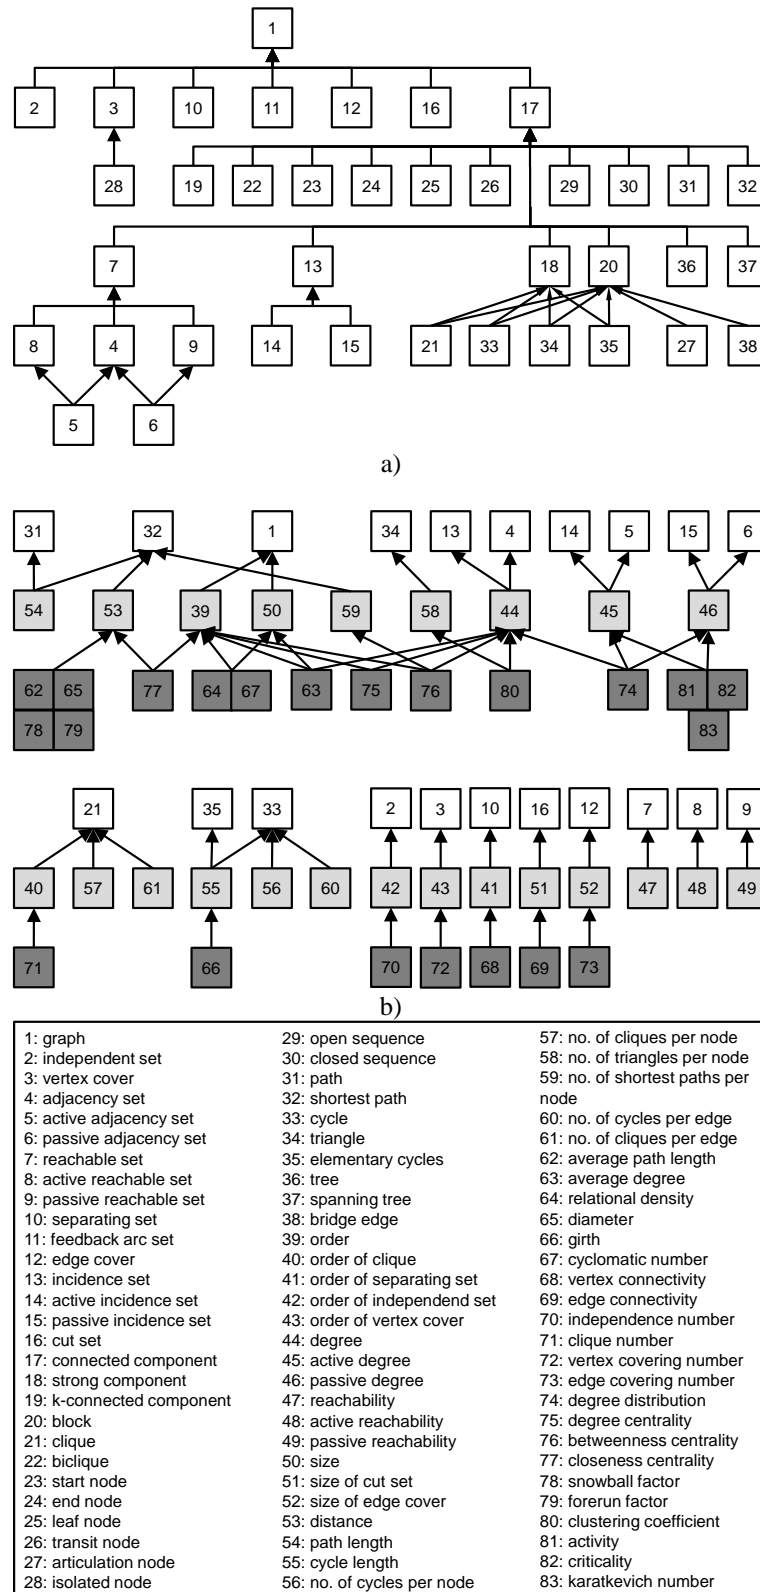 1
2 3 10 11 12 16 17
28 19 22 23 24 25 26 29 30 31 32
7 13 18 20 36 37
8 4 9 14 15 21 33 34 35 27 38
5 6
a)
31 32 1 34 13 4 14 5 15 6
54 53 39 50 59 58 44 45 46
62 65 77 64 67 63 75 76 80 74 81 82
78 79 83
21 35 33 2 3 10 16 12 7 8 9
40 57 61 55 56 60 42 43 41 51 52 47 48 49
71 66 70 72 68 69 73
b)
1: graph
2: independent set
3: vertex cover
4: adjacency set
5: active adjacency set
6: passive adjacency set
7: reachable set
8: active reachable set
9: passive reachable set
10: separating set
11: feedback arc set
12: edge cover
13: incidence set
14: active incidence set
15: passive incidence set
16: cut set
17: connected component
18: strong component
19: k-connected component
20: block
21: clique
22: biclique
23: start node
24: end node
25: leaf node
26: transit node
27: articulation node
28: isolated node
29: open sequence
30: closed sequence
31: path
32: shortest path
33: cycle
34: triangle
35: elementary cycles
36: tree
37: spanning tree
38: bridge edge
39: order
40: order of clique
41: order of separating set
42: order of independend set
43: order of vertex cover
44: degree
45: active degree
46: passive degree
47: reachability
48: active reachability
49: passive reachability
50: size
51: size of cut set
52: size of edge cover
53: distance
54: path length
55: cycle length
56: no. of cycles per node
57: no. of cliques per node
58: no. of triangles per node
59: no. of shortest paths per
node
60: no. of cycles per edge
61: no. of cliques per edge
62: average path length
63: average degree
64: relational density
65: diameter
66: girth
67: cyclomatic number
68: vertex connectivity
69: edge connectivity
70: independence number
71: clique number
72: vertex covering number
73: edge covering number
74: degree distribution
75: degree centrality
76: betweenness centrality
77: closeness centrality
78: snowball factor
79: forerun factor
80: clustering coefficient
81: activity
82: criticality
83: karatkevich number